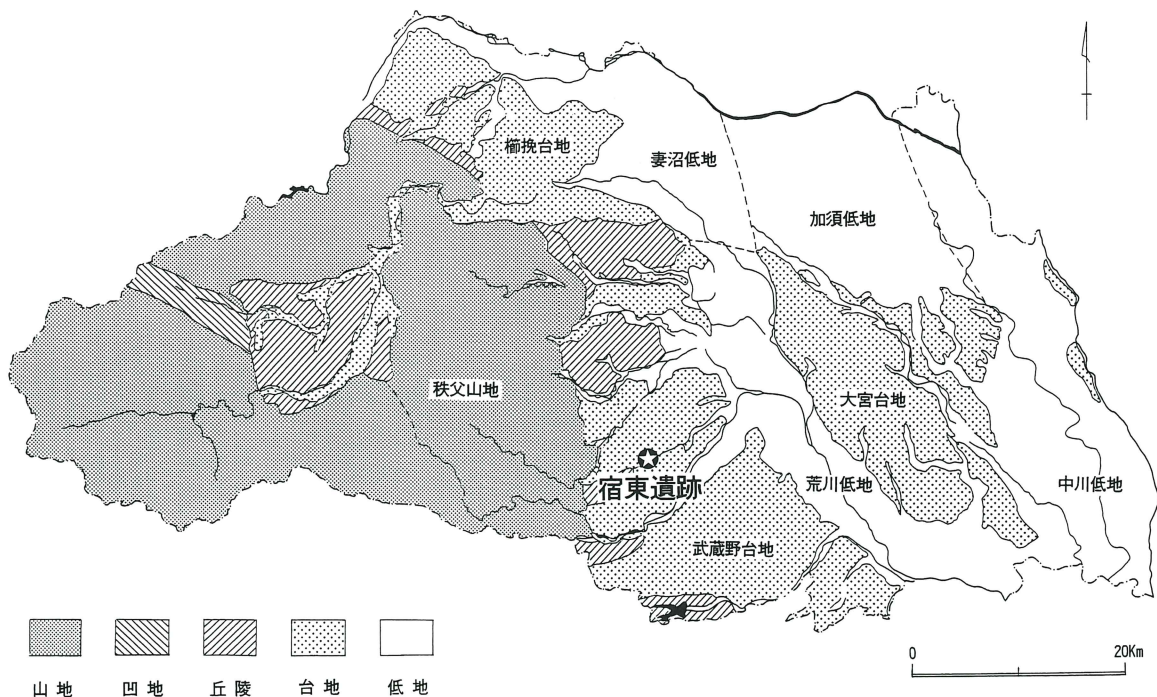 櫛挽台地
妻沼低地
加須低地
秩父山地
大宮台地
宿東遺跡
荒川低地
中川低地
武蔵野台地
山地 凹地 丘陵 台地 低地
0 20Km